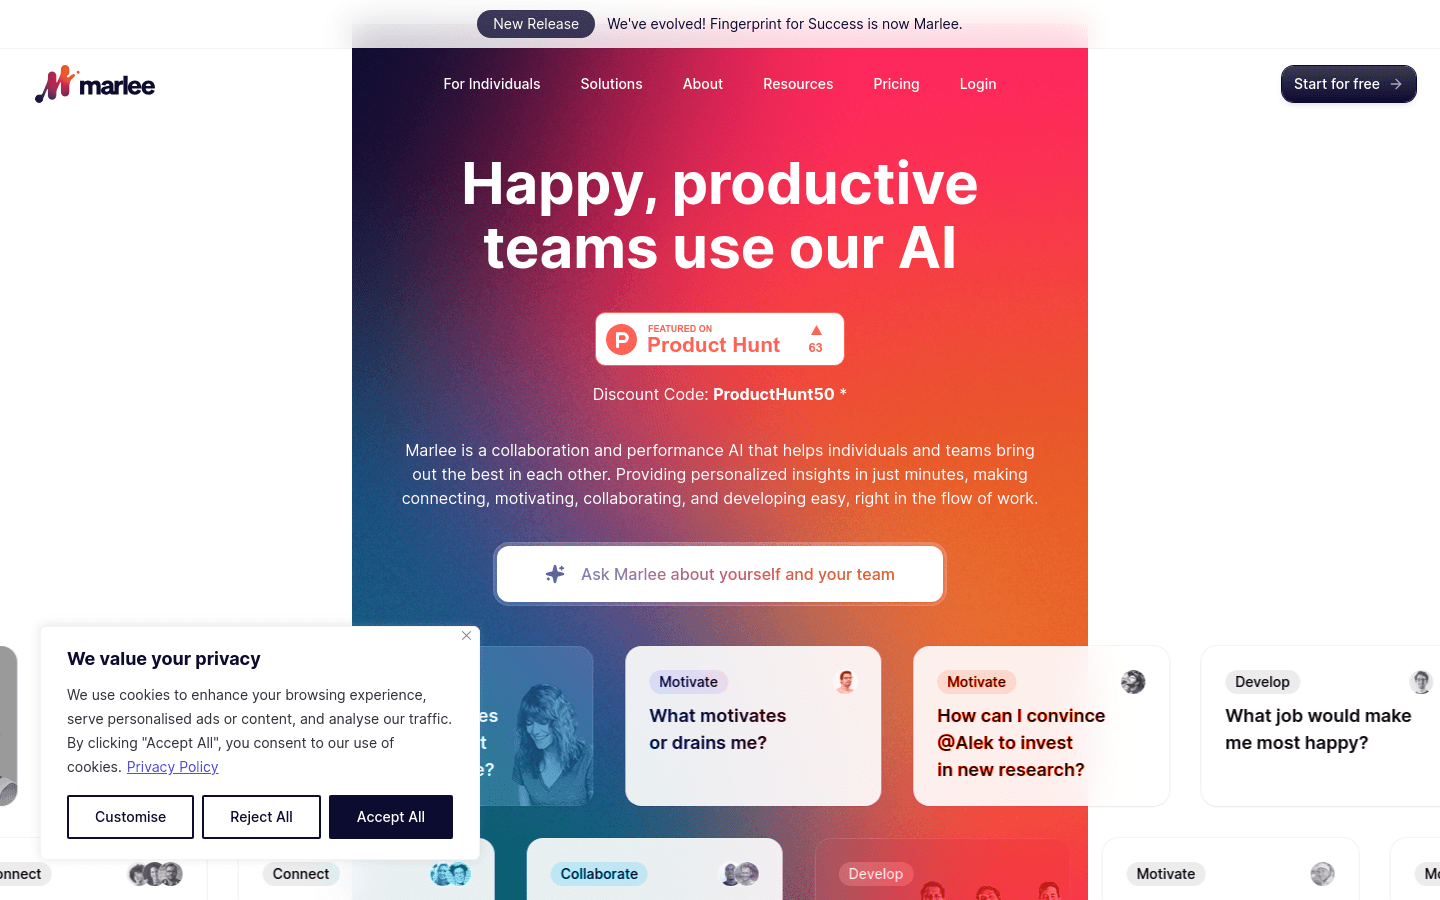 New Release We've evolved! Fingerprint for Success is now Marlee.
marlee
For Individuals Solutions About Resources Pricing Login
Start for free
Happy, productive
teams use our AI
FEATURED ON
Product Hunt
63
Discount Code: ProductHunt50 *
Marlee is a collaboration and performance AI that helps individuals and teams bring
out the best in each other. Providing personalized insights in just minutes, making
connecting, motivating, collaborating, and developing easy, right in the flow of work.
Ask Marlee about yourself and your team
Motivate
What motivates
or drains me?
Motivate
How can I convince
@Alek to invest
in new research?
Develop
What job would make
me most happy?
We value your privacy
We use cookies to enhance your browsing experience,
serve personalised ads or content, and analyse our traffic.
By clicking "Accept All", you consent to our use of
cookies. Privacy Policy
Customise Reject All Accept All
Connect
Collaborate
Develop
Motivate